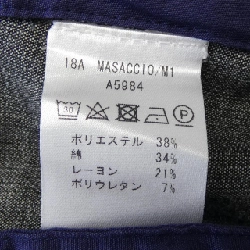 18A MASACCIO/M1
A5984
ポリエステル 38%
綿 34%
レーヨン 21%
ポリウレタン 7%